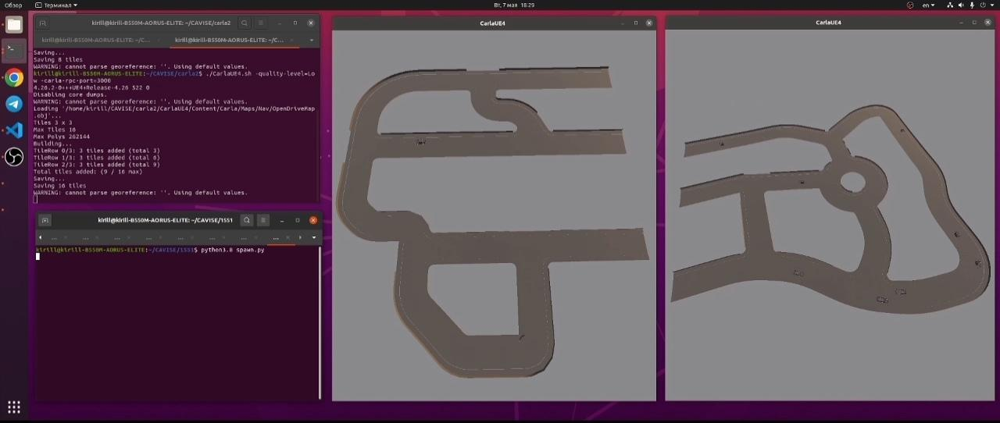 Обзор
Терминал
Вт, 7 мая 18:29
en
kirill@kirill-B550M-AORUS-ELITE: ~/CAVISE/carla2
kirill@kirill-B550M-AORUS-ELITE: ~/C...
kirill@kirill-B550M-AORUS-ELITE: ~/C...
Saving...
Saving 8 tiles
WARNING: cannot parse georeference: ''. Using default values.
kirill@kirill-B550M-AORUS-ELITE:~/CAVISE/carla2$ ./CarlaUE4.sh -quality-level=Lo
w -carla-rpc-port=3000
4.26.2-0+++UE4+Release-4.26 522 0
Disabling core dumps.
WARNING: cannot parse georeference: ''. Using default values.
Loading '/home/kirill/CAVISE/carla2/CarlaUE4/Content/Carla/Maps/Nav/OpenDriveMap
.obj'...
Tiles 3 x 3
Max Tiles 16
Max Polys 262144
Building...
TileRow 0/3: 3 tiles added (total 3)
TileRow 1/3: 3 tiles added (total 6)
TileRow 2/3: 3 tiles added (total 9)
Total tiles added: (9 / 16 max)
Saving...
Saving 16 tiles
WARNING: cannot parse georeference: ''. Using default values.
kirill@kirill-B550M-AORUS-ELITE: ~/CAVISE/1551
... ... ... ... ... ... ... ...
kirill@kirill-B550M-AORUS-ELITE:~/CAVISE/1551$ python3.8 spawn.py
CarlaUE4
CarlaUE4